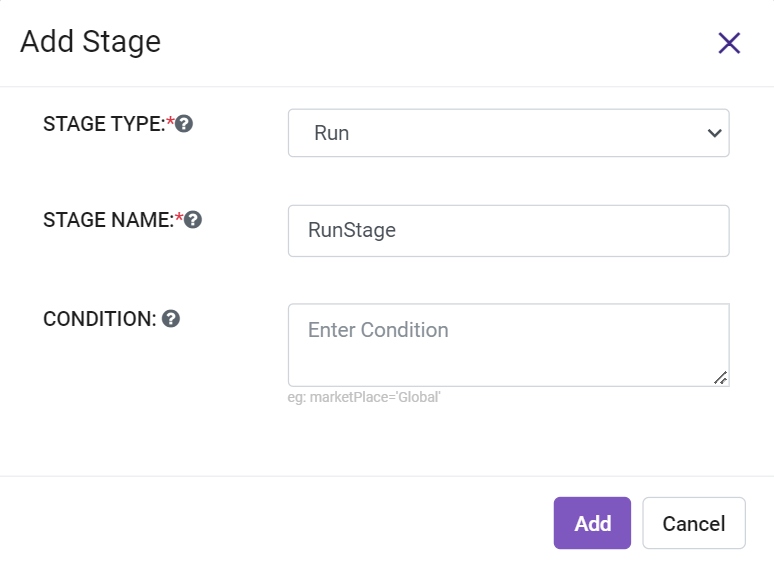 Add Stage
STAGE TYPE:*
Run
STAGE NAME:*
RunStage
CONDITION:
Enter Condition
eg: marketPlace='Global'
Add Cancel